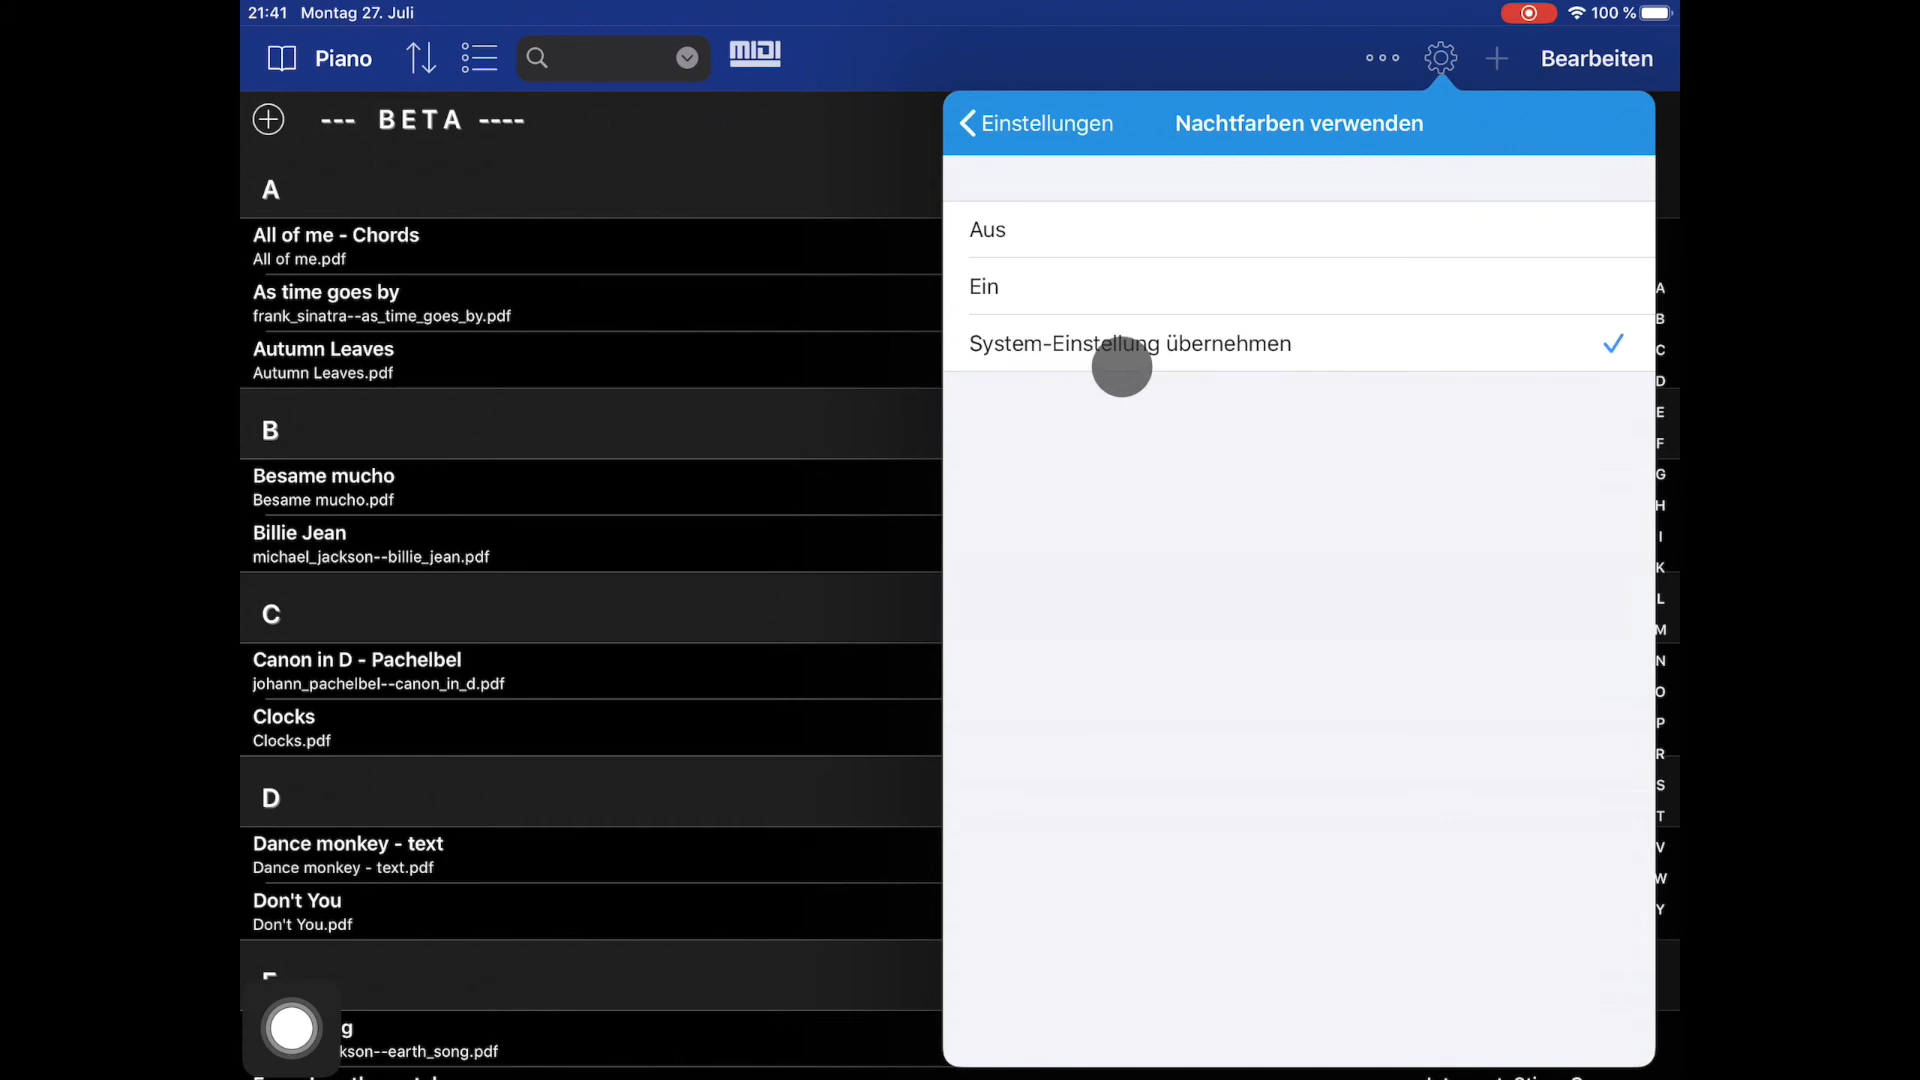 21:41 Montag 27. Juli
100 %
Piano
MIDI
Bearbeiten
--- BETA ----
A
All of me - Chords
All of me.pdf
As time goes by
frank_sinatra--as_time_goes_by.pdf
Autumn Leaves
Autumn Leaves.pdf
B
Besame mucho
Besame mucho.pdf
Billie Jean
michael_jackson--billie_jean.pdf
C
Canon in D - Pachelbel
johann_pachelbel--canon_in_d.pdf
Clocks
Clocks.pdf
D
Dance monkey - text
Dance monkey - text.pdf
Don't You
Don't You.pdf
kson--earth_song.pdf
Einstellungen
Nachtfarben verwenden
Aus
Ein
System-Einstellung übernehmen
A
B
C
D
E
F
G
H
I
K
L
M
N
O
P
R
S
T
V
W
Y